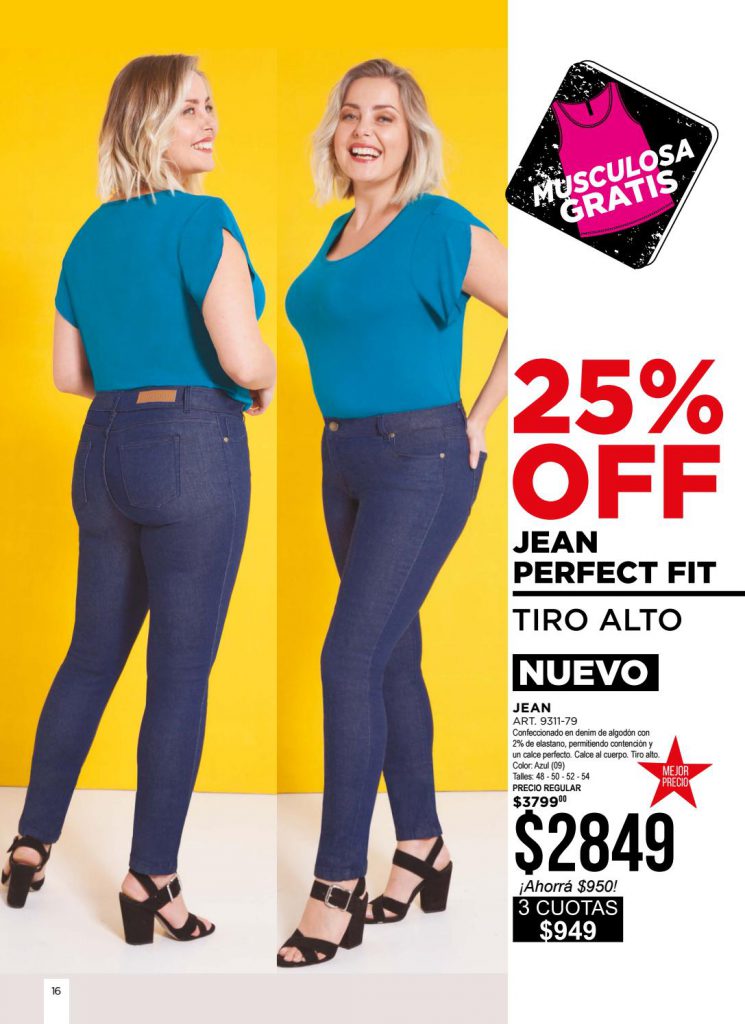 MUSCULOSA
GRATIS
25%
OFF
JEAN
PERFECT FIT
TIRO ALTO
NUEVO
JEAN
ART. 9311-79
Confeccionado en denim de algodón con
2% de elastano, permitiendo contención y
un calce perfecto. Calce al cuerpo. Tiro alto.
Color: Azul (09)
Talles: 48 - 50 - 52 - 54
PRECIO REGULAR
$3799⁰⁰
MEJOR
PRECIO
$2849
¡Ahorrá $950!
3 CUOTAS
$949
16